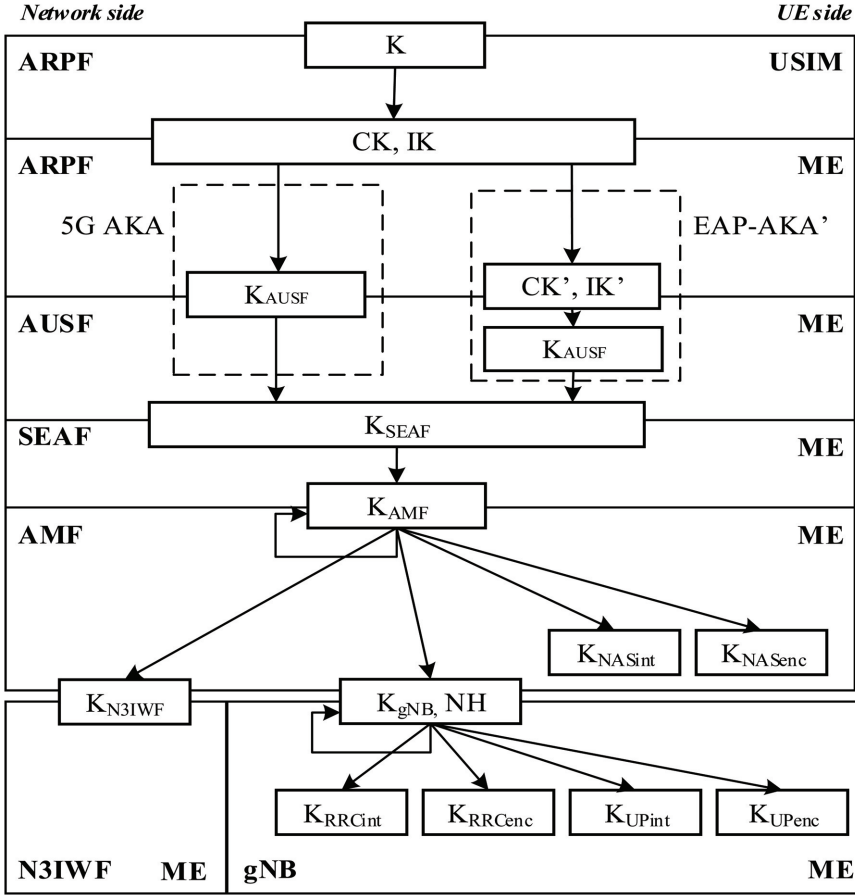 Network side UE side
K
ARPF USIM
CK, IK
ARPF ME
5G AKA EAP-AKA’
KAUSF CK’, IK’
AUSF ME
KAUSF
KSEAF
SEAF ME
KAMF
AMF ME
KNASint KNASenc
KN3IWF KgNB, NH
KRRCint KRRCenc KUPint KUPenc
N3IWF ME gNB ME